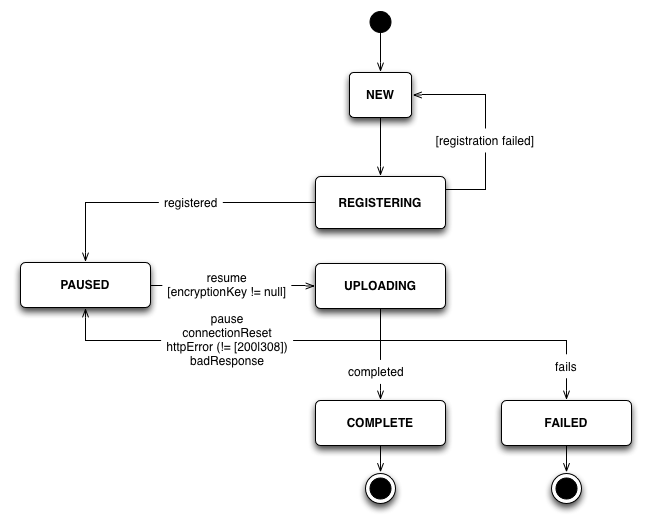 NEW
[registration failed]
REGISTERING
registered
PAUSED
resume
[encryptionKey != null]
UPLOADING
pause
connectionReset
httpError (!= [200|308])
badResponse
completed
fails
COMPLETE
FAILED